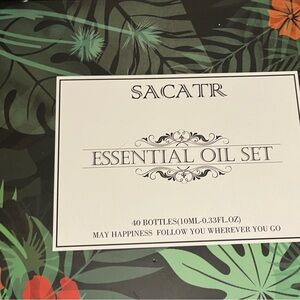 SACATR
ESSENTIAL OIL SET
40 BOTTLES(10ML-0.33FL.OZ)
MAY HAPPINESS FOLLOW YOU WHEREVER YOU GO